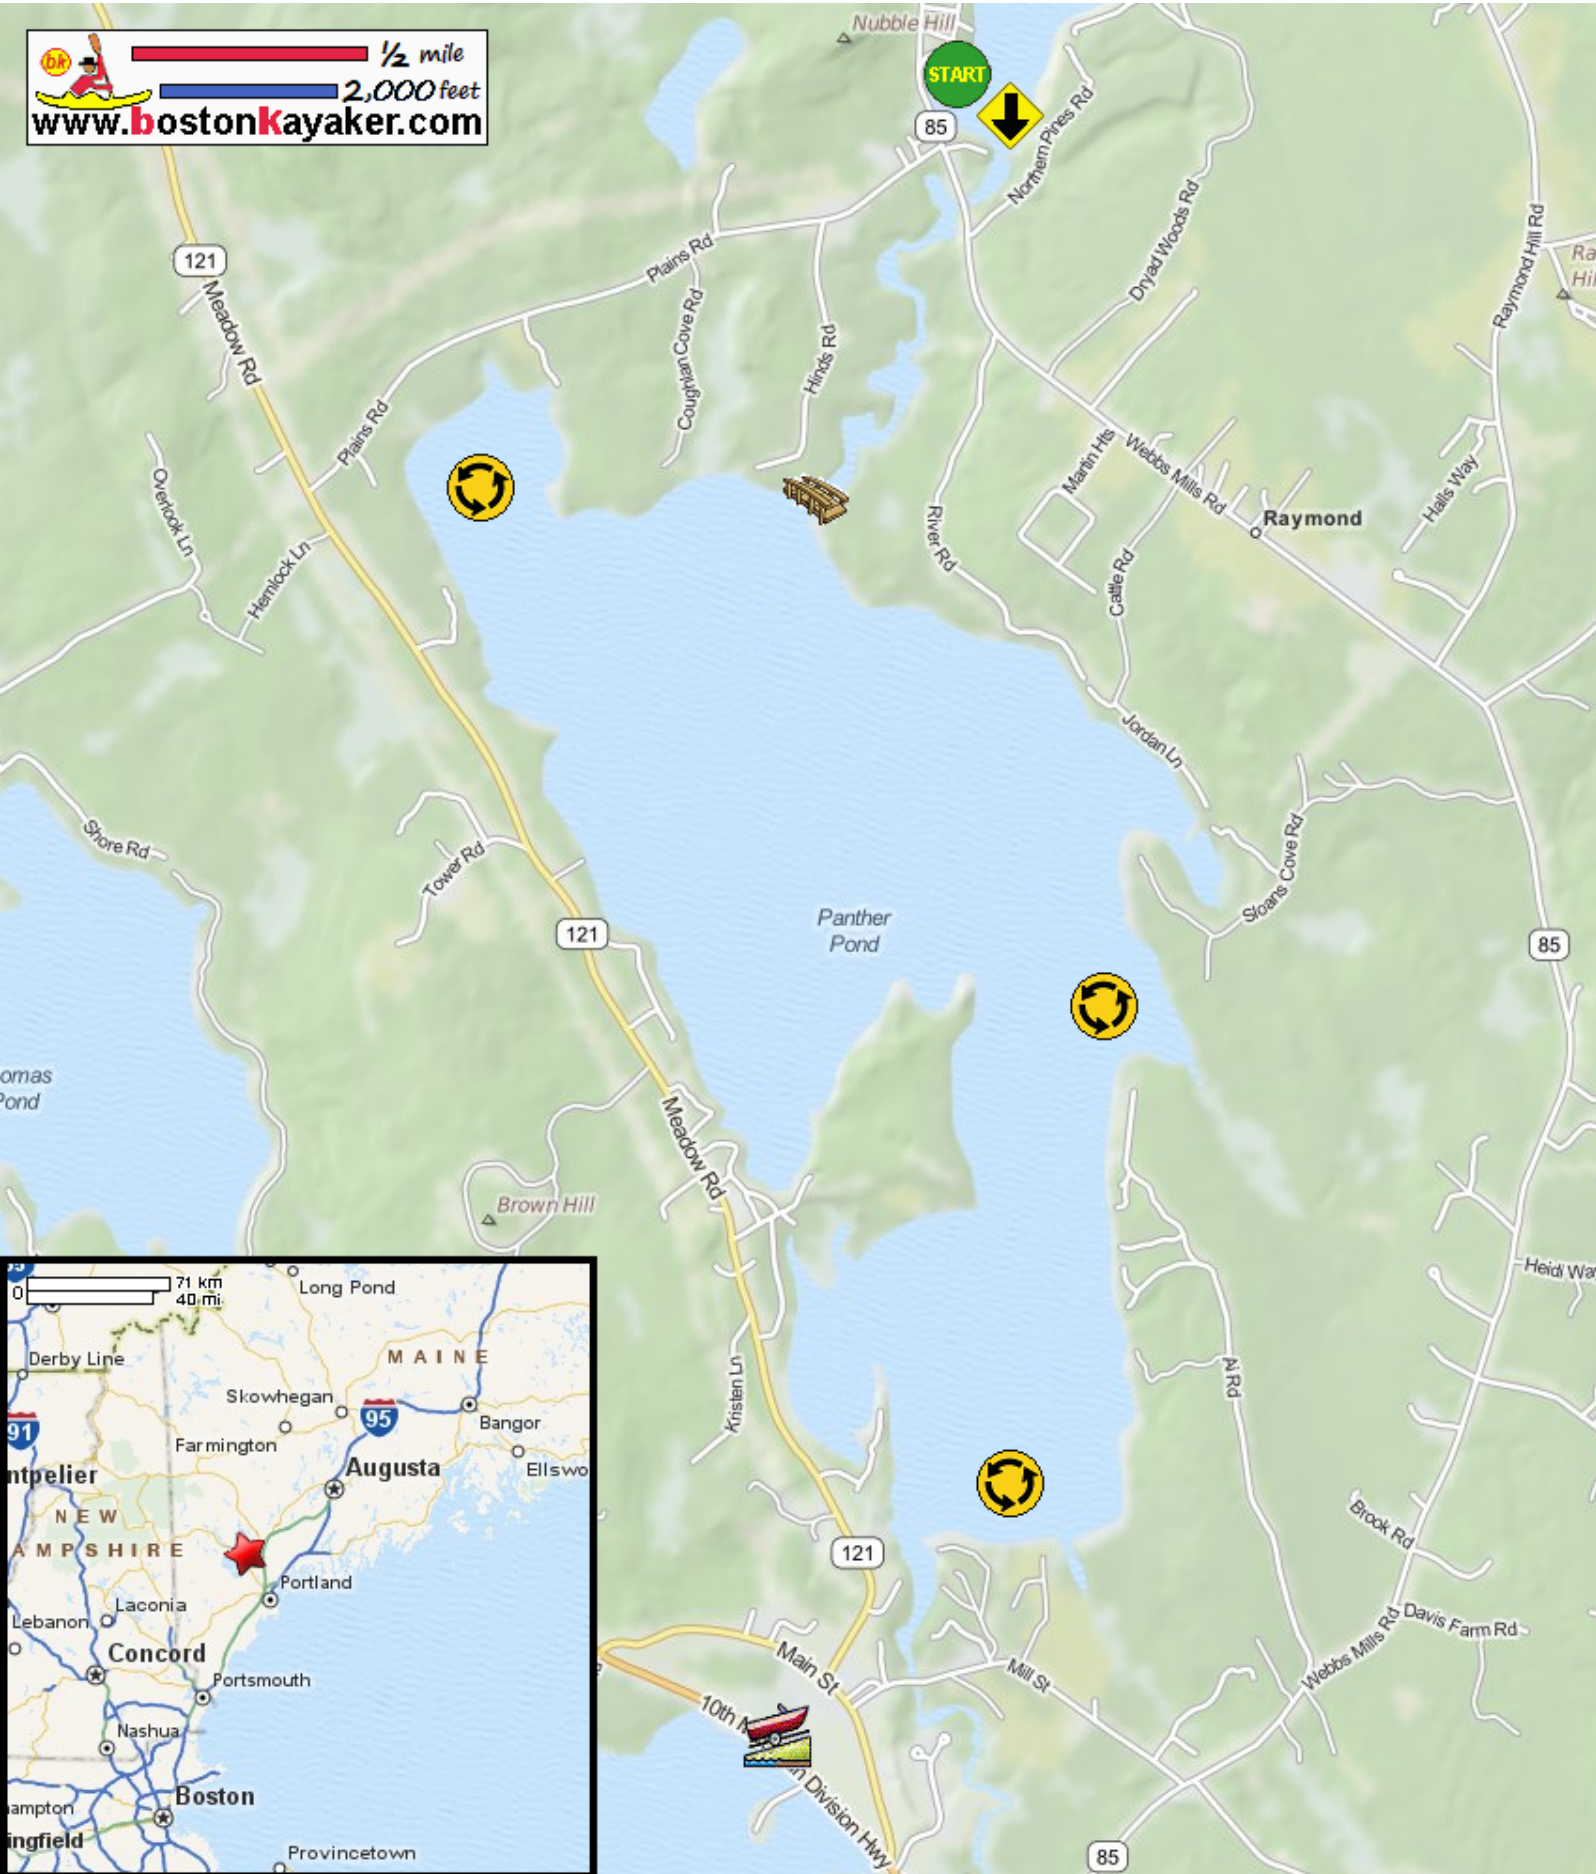 bk
½ mile
2,000 feet
www.bostonkayaker.com
Nubble Hill
START
85
Northern Pines Rd
Dryad Woods Rd
Raymond Hill Rd
121
Meadow Rd
Plains Rd
Coughlan Cove Rd
Hinds Rd
Plains Rd
Overlook Ln
Hemlock Ln
Martin Hts
Webbs Mills Rd
Raymond
Halls Way
River Rd
Cattle Rd
Jordan Ln
Shore Rd
Tower Rd
Sloans Cove Rd
121
Panther
Pond
85
Pond
Meadow Rd
Brown Hill
Heidi
Kristen Ln
Al Rd
Brook Rd
121
Davis Farm Rd
Webbs Mills Rd
Main St
Mill St
10th
Division Hwy
85
0
71 km
40 mi
Long Pond
MAINE
Derby Line
Skowhegan
95
Bangor
91
Farmington
Augusta
NEW
Portland
Laconia
Lebanon
Concord
Portsmouth
Nashua
Boston
Provincetown